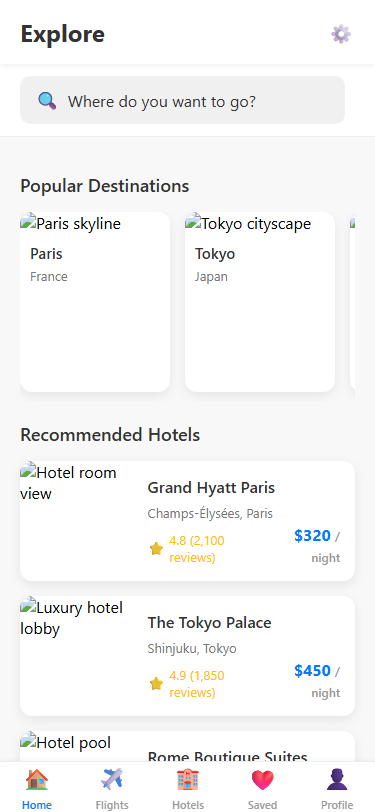 Explore
Where do you want to go?
Popular Destinations
Paris skyline
Paris
France
Tokyo cityscape
Tokyo
Japan
Recommended Hotels
Hotel room
view
Grand Hyatt Paris
Champs-Élysées, Paris
4.8 (2,100
reviews)
$320 /
night
Luxury hotel
lobby
The Tokyo Palace
Shinjuku, Tokyo
4.9 (1,850
reviews)
$450 /
night
Hotel pool
Rome Boutique Suites
Home
Flights
Hotels
Saved
Profile